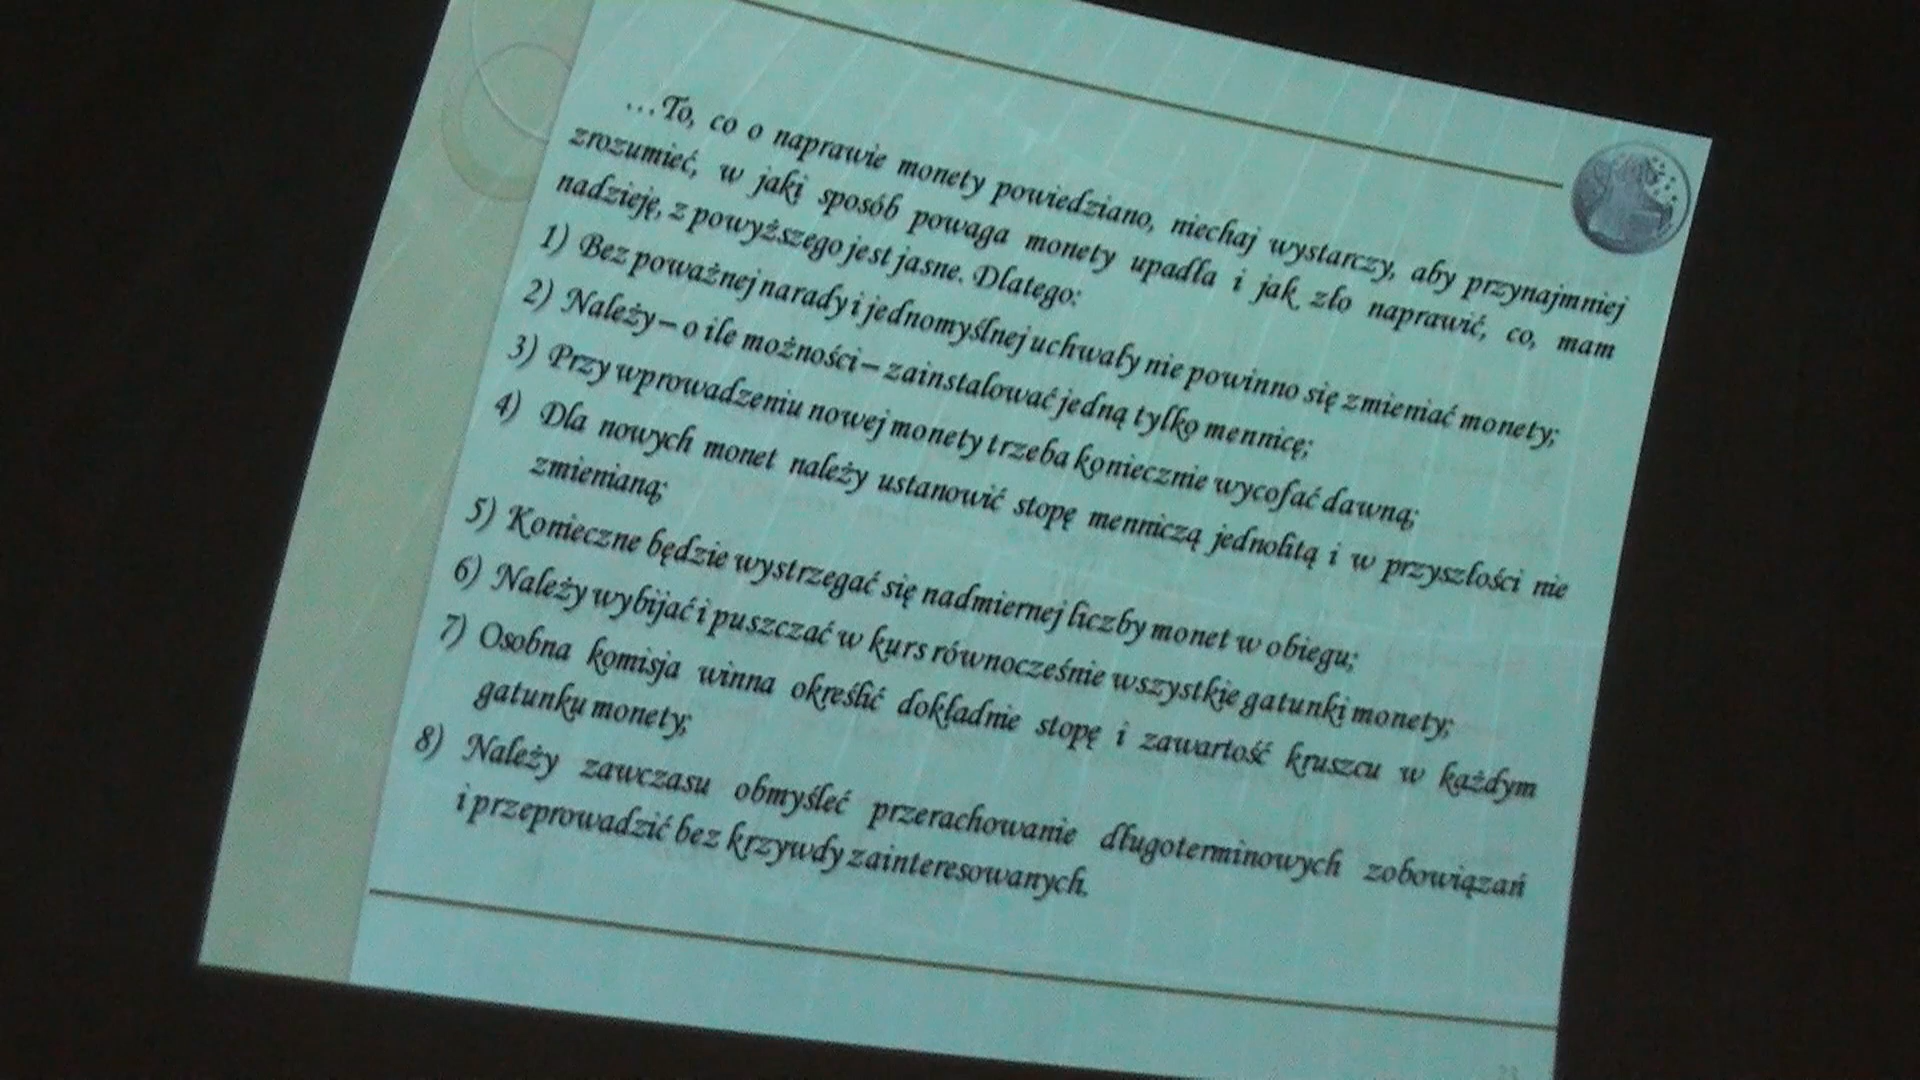 …To, co o naprawie monety powiedziano, niechaj wystarczy, aby przynajmniej
zrozumieć, w jaki sposób powaga monety upadła i jak zło naprawić, co, mam
nadzieję, z powyższego jest jasne. Dlatego:
1) Bez poważnej narady i jednomyślnej uchwały nie powinno się zmieniać monety;
2) Należy – o ile możności – zainstalować jedną tylko mennicę;
3) Przy wprowadzeniu nowej monety trzeba koniecznie wycofać dawną;
4) Dla nowych monet należy ustanowić stopę menniczą jednolitą i w przyszłości nie
zmienianą;
5) Konieczne będzie wystrzegać się nadmiernej liczby monet w obiegu;
6) Należy wybijać i puszczać w kurs równocześnie wszystkie gatunki monety;
7) Osobna komisja winna określić dokładnie stopę i zawartość kruszcu w każdym
gatunku monety;
8) Należy zawczasu obmyśleć przerachowanie długoterminowych zobowiązań
i przeprowadzić bez krzywdy zainteresowanych.
23